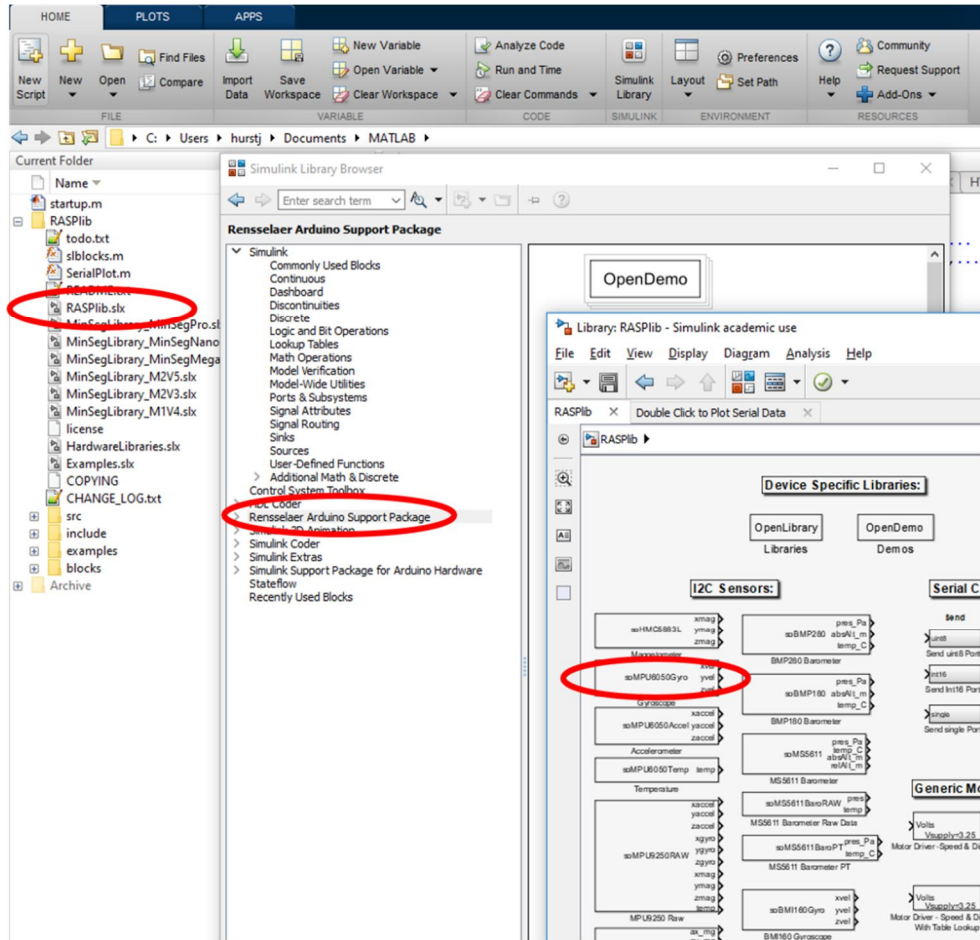 HOME
PLOTS
APPS
New Script
New
Open
Find Files
Compare
FILE
Import Data
Save Workspace
New Variable
Open Variable
Clear Workspace
VARIABLE
Analyze Code
Run and Time
Clear Commands
CODE
Simulink Library
SIMULINK
Layout
Preferences
Set Path
ENVIRONMENT
Help
Community
Request Support
Add-Ons
RESOURCES
C: Users hurstj Documents MATLAB
Current Folder
Name
startup.m
RASPlib
todo.txt
slblocks.m
SerialPlot.m
README.txt
RASPlib.slx
MinSegLibrary_MinSegPro.sl
MinSegLibrary_MinSegNano
MinSegLibrary_MinSegMega
MinSegLibrary_M2V5.slx
MinSegLibrary_M2V3.slx
MinSegLibrary_M1V4.slx
license
HardwareLibraries.slx
Examples.slx
COPYING
CHANGE_LOG.txt
src
include
examples
blocks
Archive
Simulink Library Browser
Enter search term
Rensselaer Arduino Support Package
Simulink
Commonly Used Blocks
Continuous
Dashboard
Discontinuities
Discrete
Logic and Bit Operations
Lookup Tables
Math Operations
Model Verification
Model-Wide Utilities
Ports & Subsystems
Signal Attributes
Signal Routing
Sinks
Sources
User-Defined Functions
Additional Math & Discrete
Control System Toolbox
HDL Coder
Rensselaer Arduino Support Package
Simulink 3D Animation
Simulink Coder
Simulink Extras
Simulink Support Package for Arduino Hardware
Stateflow
Recently Used Blocks
OpenDemo
Library: RASPlib - Simulink academic use
File Edit View Display Diagram Analysis Help
RASPlib
Double Click to Plot Serial Data
RASPlib
Device Specific Libraries:
OpenLibrary
Libraries
OpenDemo
Demos
I2C Sensors:
soHMC5883L
xmag
ymag
zmag
Magnetometer
soMPU6050Gyro
xvel
yvel
zvel
Gyroscope
soMPU6050Accel
xaccel
yaccel
zaccel
Accelerometer
soMPU6050Temp temp
Temperature
soMPU9250RAW
xaccel
yaccel
zaccel
xgyro
ygyro
zgyro
xmag
ymag
zmag
temp
MPU9250 Raw
ax_mg
soBMP280
pres_Pa
absAlt_m
temp_C
BMP280 Barometer
soBMP180
pres_Pa
absAlt_m
temp_C
BMP180 Barometer
soMS5611
pres_Pa
temp_C
absAlt_m
relAlt_m
MS5611 Barometer
soMS5611BaroRAW
pres
temp
MS5611 Barometer Raw Data
soMS5611BaroPT
pres_Pa
temp_C
MS5611 Barometer PT
soBMI160Gyro
xvel
yvel
zvel
BMI160 Gyroscope
Serial C
Send
uint8
Send uint8 Port
int16
Send Int16 Port
single
Send single Port
Generic Mo
Volts
Vsupply=3.25
Motor Driver -Speed & Di
Volts
Vsupply=3.25
Motor Driver - Speed & D
With Table Looku